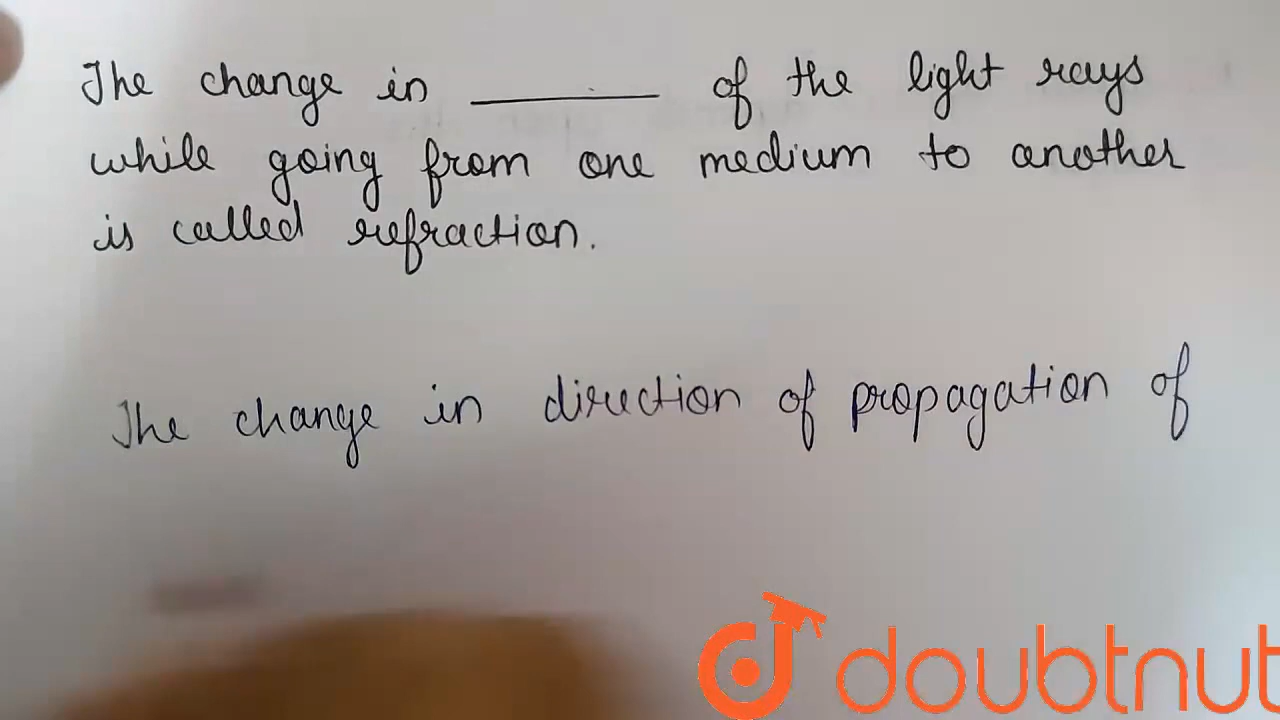 The change in ______ of the light rays
while going from one medium to another
is called refraction.
The change in direction of propagation of
doubtnut